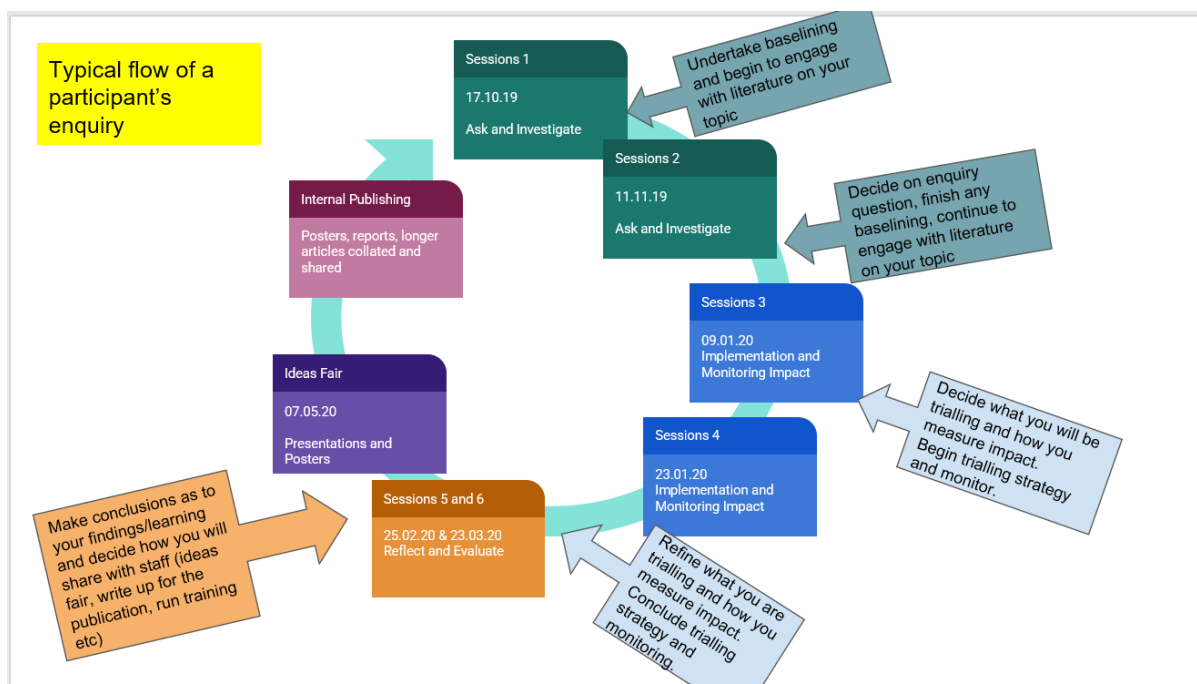 Typical flow of a
participant's
enquiry
Sessions 1
17.10.19
Ask and Investigate
Undertake baselining
and begin to engage
with literature on your
topic
Sessions 2
11.11.19
Ask and Investigate
Decide on enquiry
question, finish any
baselining, continue to
engage with literature
on your topic
Sessions 3
09.01.20
Implementation and
Monitoring Impact
Decide what you will be
trialling and how you
measure impact.
Begin trialling strategy
and monitor.
Sessions 4
23.01.20
Implementation and
Monitoring Impact
Refine what you are
trialling and how you
measure impact.
Conclude trialling
strategy and
monitoring.
Sessions 5 and 6
25.02.20 & 23.03.20
Reflect and Evaluate
Make conclusions as to
your findings/learning
and decide how you will
share with staff (ideas
fair, write up for the
publication, run training
etc)
Ideas Fair
07.05.20
Presentations and
Posters
Internal Publishing
Posters, reports, longer
articles collated and
shared